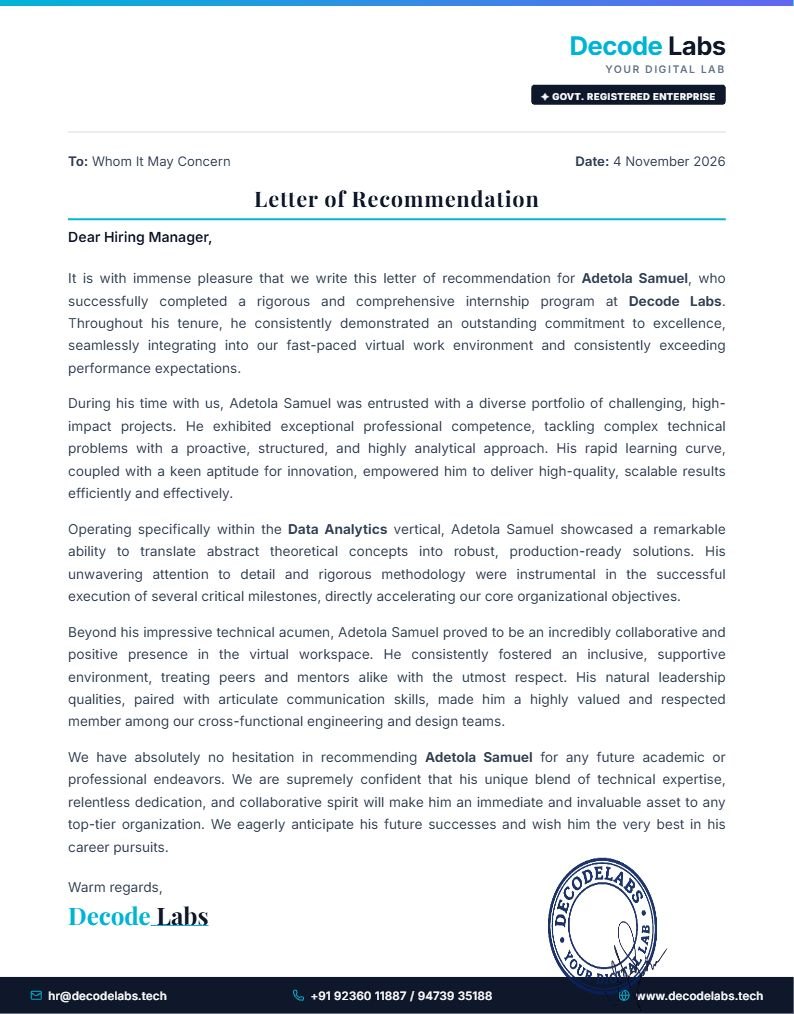 Decode Labs
YOUR DIGITAL LAB
✦ GOVT. REGISTERED ENTERPRISE
To: Whom It May Concern
Date: 4 November 2026
Letter of Recommendation
Dear Hiring Manager,
It is with immense pleasure that we write this letter of recommendation for Adetola Samuel, who
successfully completed a rigorous and comprehensive internship program at Decode Labs.
Throughout his tenure, he consistently demonstrated an outstanding commitment to excellence,
seamlessly integrating into our fast-paced virtual work environment and consistently exceeding
performance expectations.
During his time with us, Adetola Samuel was entrusted with a diverse portfolio of challenging, high-
impact projects. He exhibited exceptional professional competence, tackling complex technical
problems with a proactive, structured, and highly analytical approach. His rapid learning curve,
coupled with a keen aptitude for innovation, empowered him to deliver high-quality, scalable results
efficiently and effectively.
Operating specifically within the Data Analytics vertical, Adetola Samuel showcased a remarkable
ability to translate abstract theoretical concepts into robust, production-ready solutions. His
unwavering attention to detail and rigorous methodology were instrumental in the successful
execution of several critical milestones, directly accelerating our core organizational objectives.
Beyond his impressive technical acumen, Adetola Samuel proved to be an incredibly collaborative and
positive presence in the virtual workspace. He consistently fostered an inclusive, supportive
environment, treating peers and mentors alike with the utmost respect. His natural leadership
qualities, paired with articulate communication skills, made him a highly valued and respected
member among our cross-functional engineering and design teams.
We have absolutely no hesitation in recommending Adetola Samuel for any future academic or
professional endeavors. We are supremely confident that his unique blend of technical expertise,
relentless dedication, and collaborative spirit will make him an immediate and invaluable asset to any
top-tier organization. We eagerly anticipate his future successes and wish him the very best in his
career pursuits.
Warm regards,
Decode Labs
DECODELABS
YOUR DIGITAL LAB
hr@decodelabs.tech
+91 92360 11887 / 94739 35188
www.decodelabs.tech